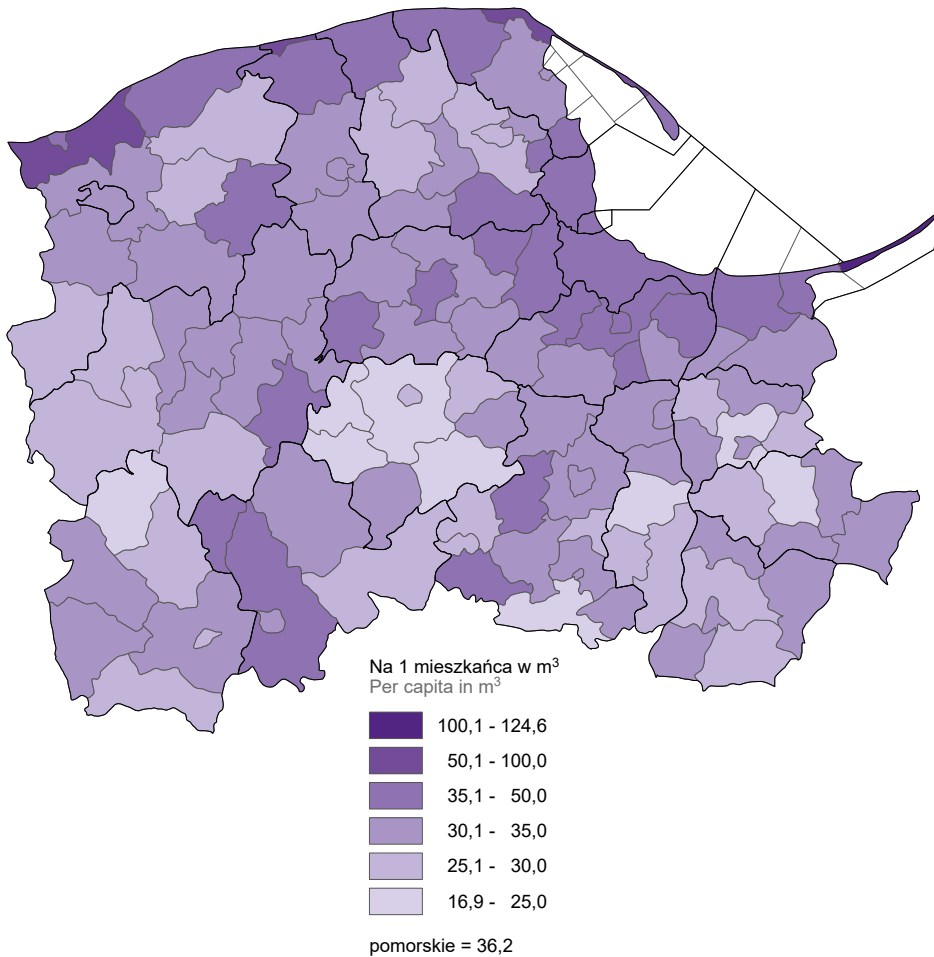 Na 1 mieszkańca w m³
Per capita in m³
100,1 - 124,6
50,1 - 100,0
35,1 - 50,0
30,1 - 35,0
25,1 - 30,0
16,9 - 25,0
pomorskie = 36,2